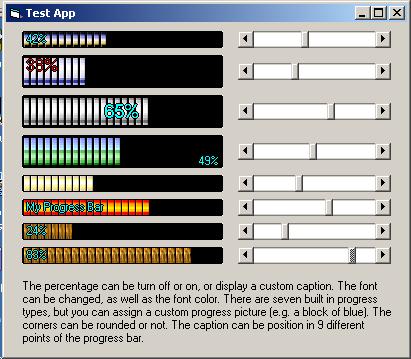 Test App
42%
38%
65%
49%
My Progress Bar
24%
83%
The percentage can be turn off or on, or display a custom caption. The font
can be changed, as well as the font color. There are seven built in progress
types, but you can assign a custom progress picture (e.g. a block of blue). The
corners can be rounded or not. The caption can be position in 9 different
points of the progress bar.